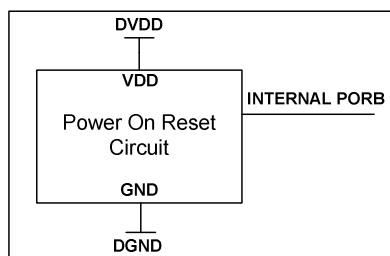 DVDD
VDD
INTERNAL PORB
Power On Reset
Circuit
GND
DGND